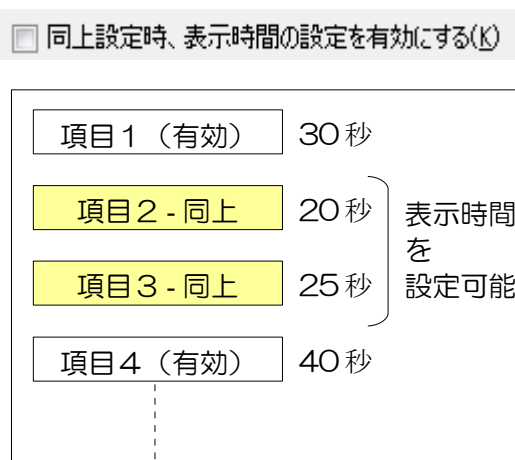 同上設定時、表示時間の設定を有効にする(K)
項目1（有効） 30秒
項目2 - 同上 20秒
項目3 - 同上 25秒
表示時間
を
設定可能
項目4（有効） 40秒